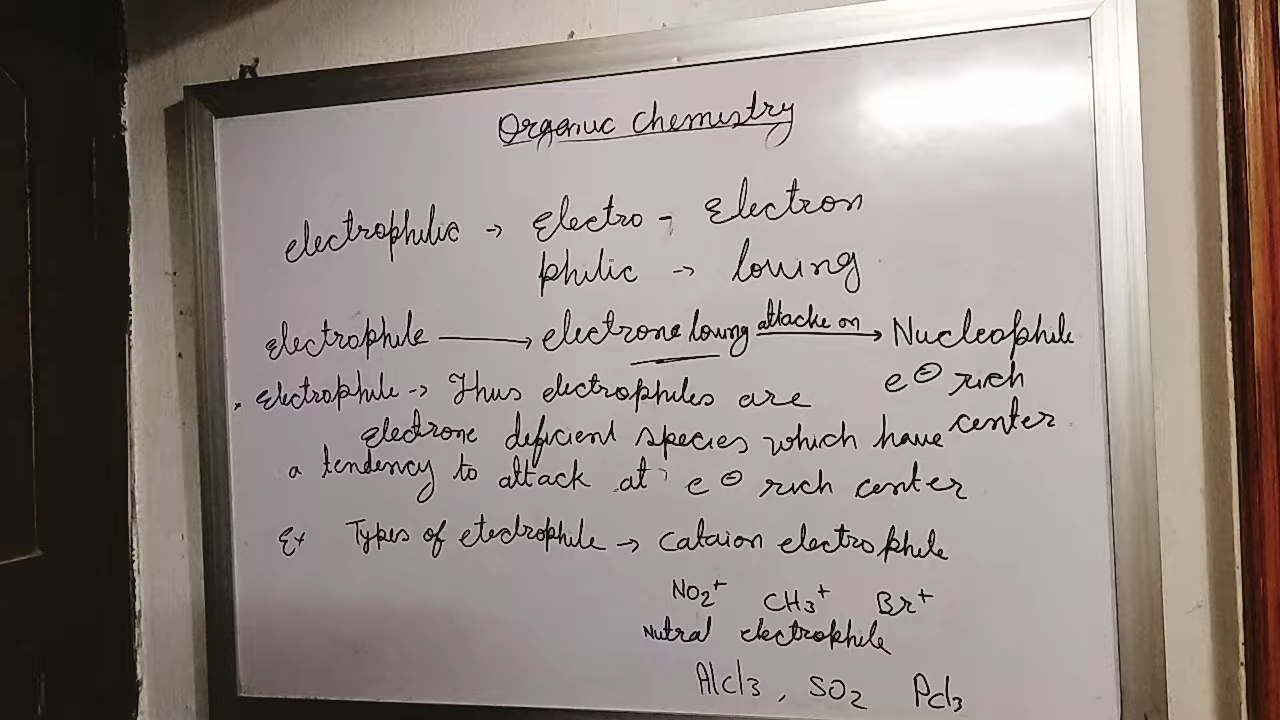 Organic chemistry
electrophilic → Electro - Electron
philic → loving
electrophile → electrone loving attacke on → Nucleophile
e⊖ rich
center
Electrophile → Thus electrophiles are
electrone deficient species which have
a tendency to attack at e⊖ rich center
Ex Types of electrophile → cataion electrophile
NO2+ CH3+ Br+
Nutral electrophile
Alcl3, SO2 Pcl3